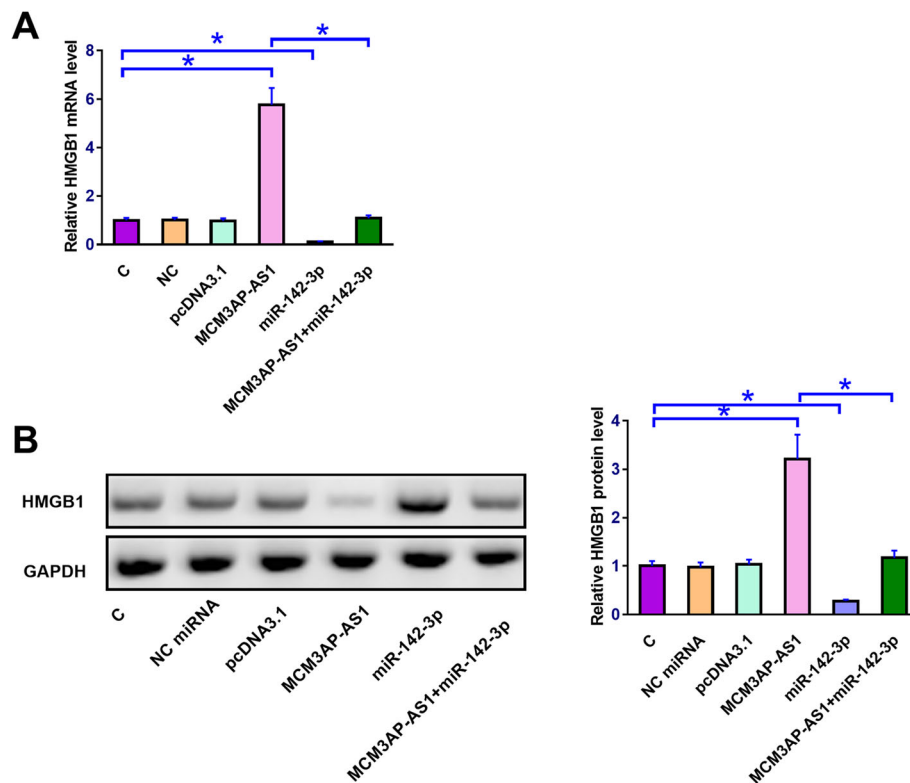 A
*
*
*
Relative HMGB1 mRNA level
8
6
4
2
0
C
NC
pcDNA3.1
MCM3AP-AS1
miR-142-3p
MCM3AP-AS1+miR-142-3p
B
HMGB1
GAPDH
C
NC miRNA
pcDNA3.1
MCM3AP-AS1
miR-142-3p
MCM3AP-AS1+miR-142-3p
*
*
*
Relative HMGB1 protein level
4
3
2
1
0
C
NC miRNA
pcDNA3.1
MCM3AP-AS1
miR-142-3p
MCM3AP-AS1+miR-142-3p